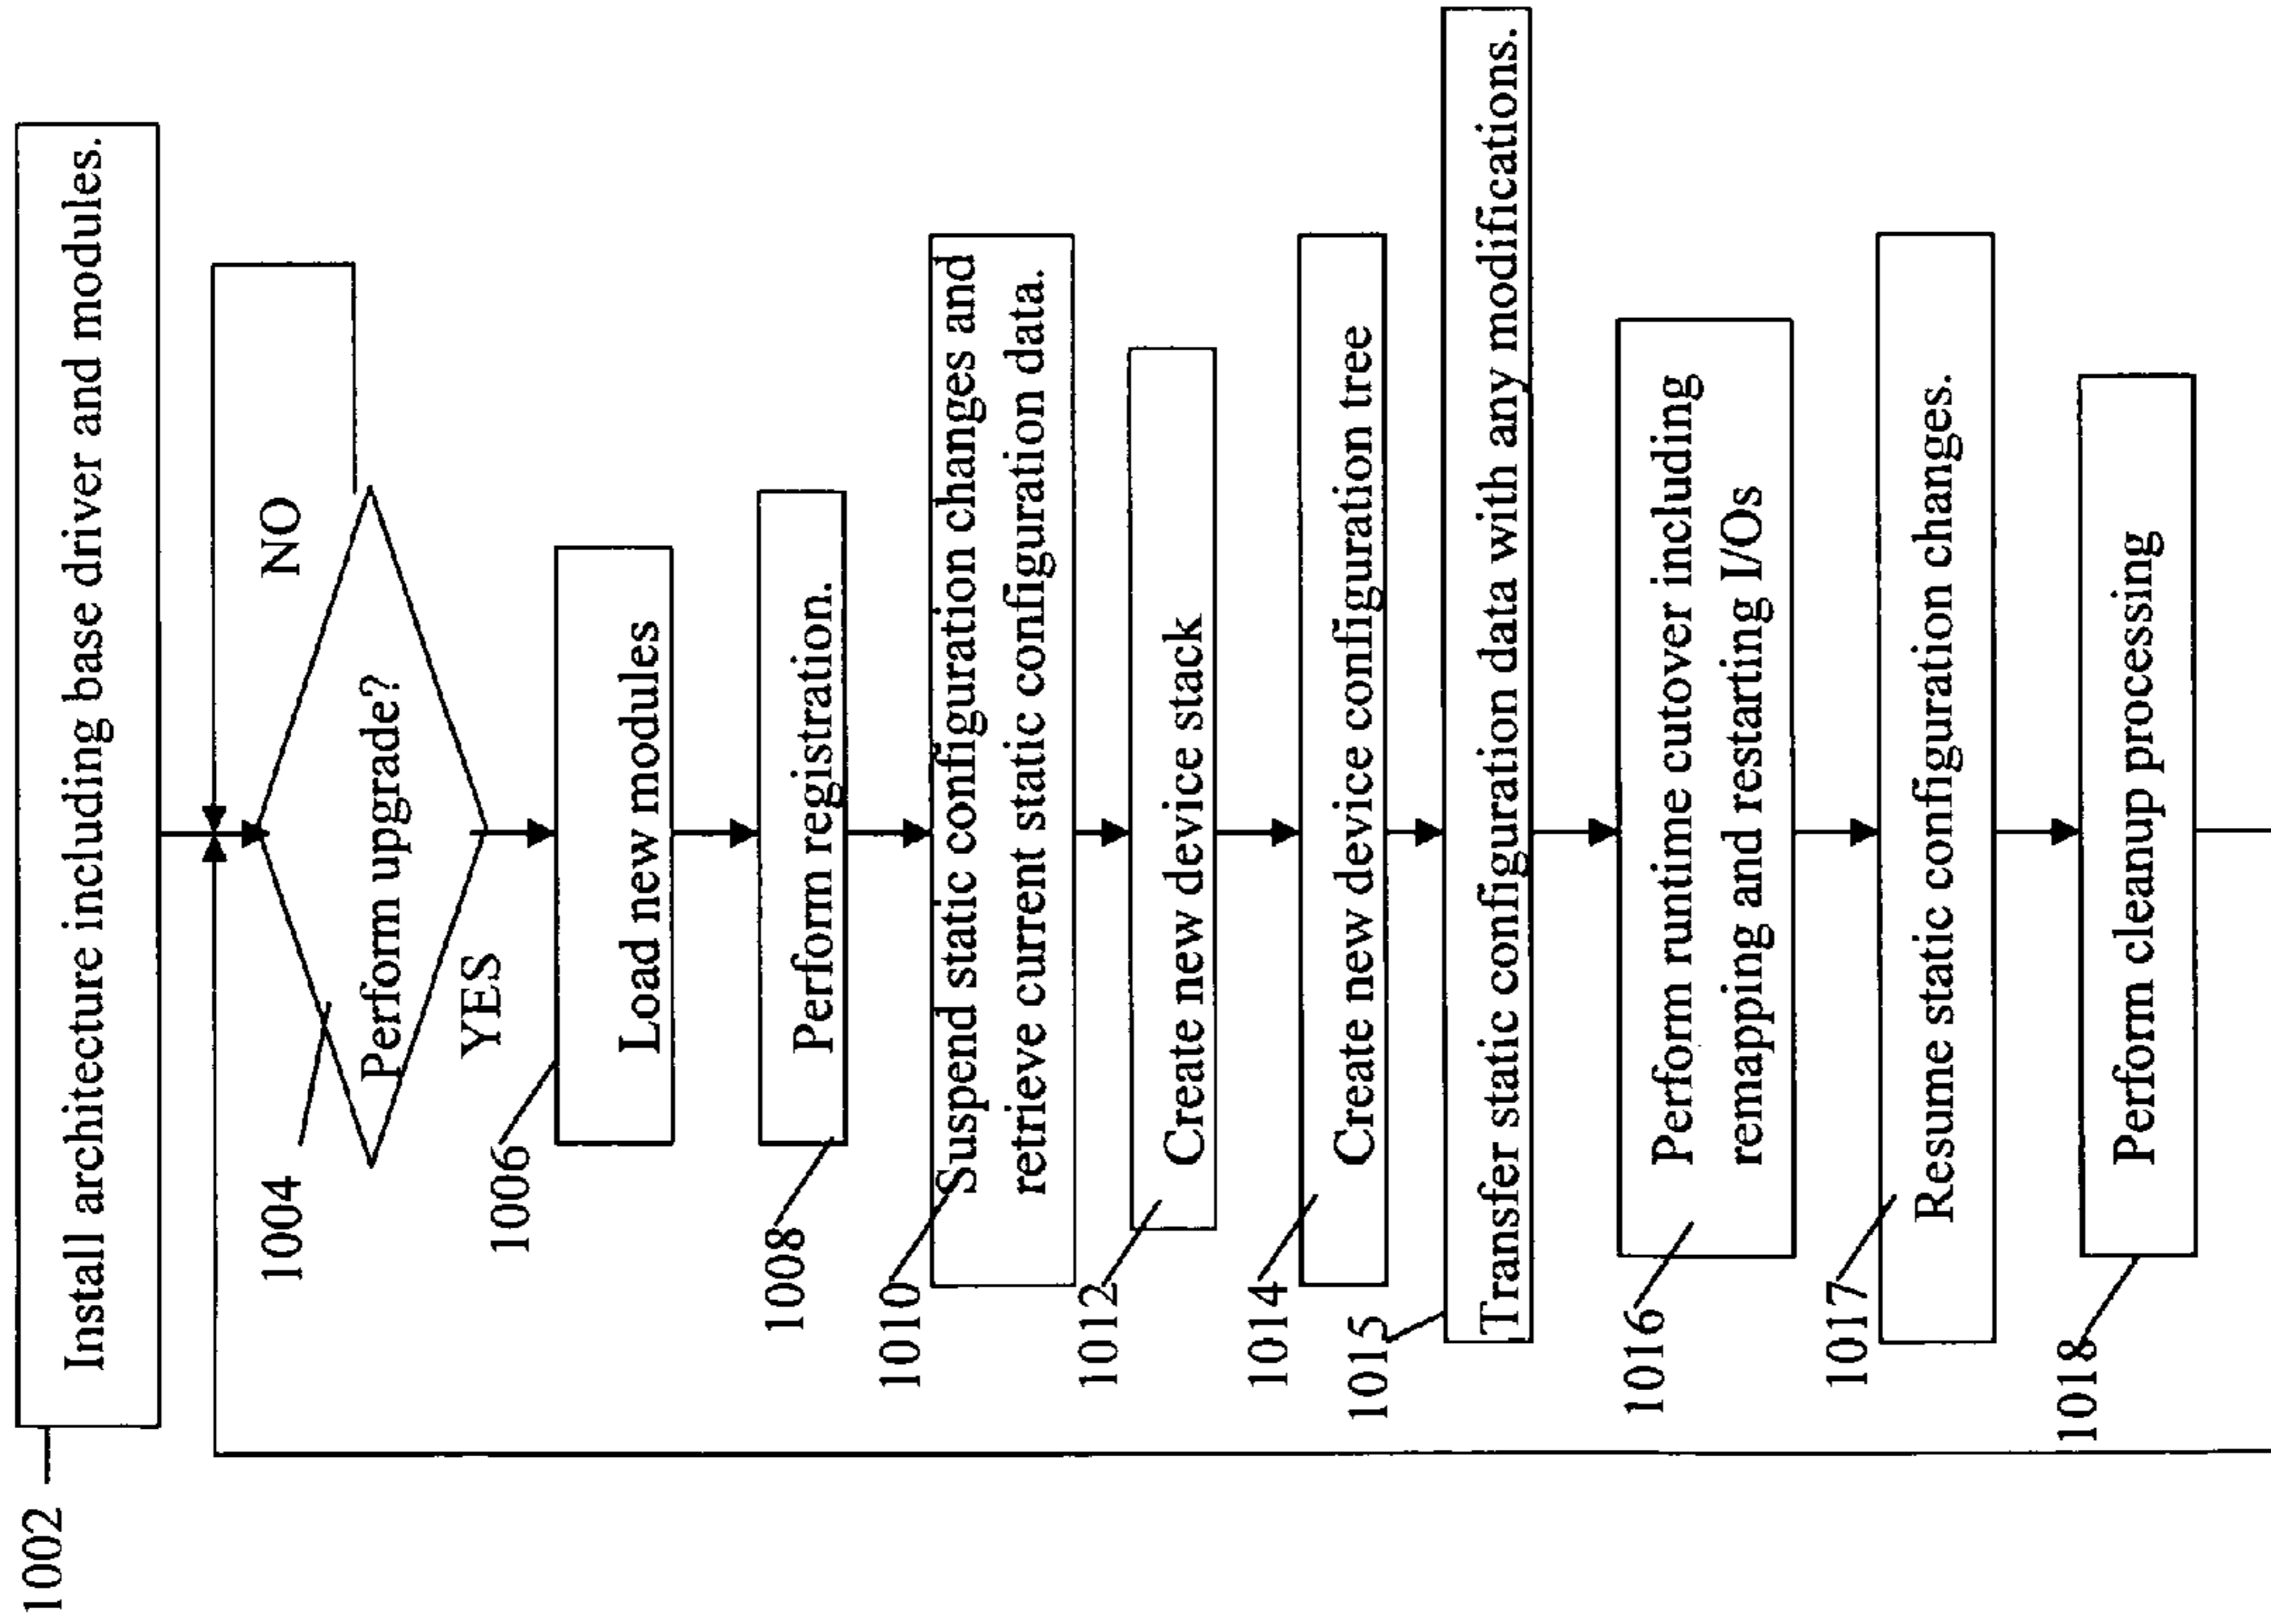 1002
Install architecture including base driver and modules.
1004
Perform upgrade?
NO
YES
1006
Load new modules
1008
Perform registration.
1010
Suspend static configuration changes and
retrieve current static configuration data.
1012
Create new device stack
1014
Create new device configuration tree
1015
Transfer static configuration data with any modifications.
1016
Perform runtime cutover including
remapping and restarting I/Os
1017
Resume static configuration changes.
1018
Perform cleanup processing